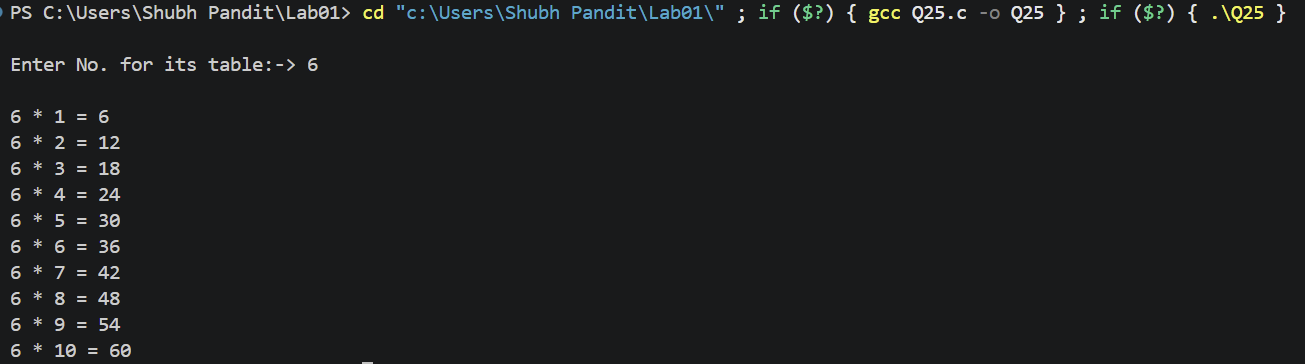 PS C:\Users\Shubh Pandit\Lab01> cd "c:\Users\Shubh Pandit\Lab01\" ; if ($?) { gcc Q25.c -o Q25 } ; if ($?) { .\Q25 }
Enter No. for its table:-> 6
6 * 1 = 6
6 * 2 = 12
6 * 3 = 18
6 * 4 = 24
6 * 5 = 30
6 * 6 = 36
6 * 7 = 42
6 * 8 = 48
6 * 9 = 54
6 * 10 = 60